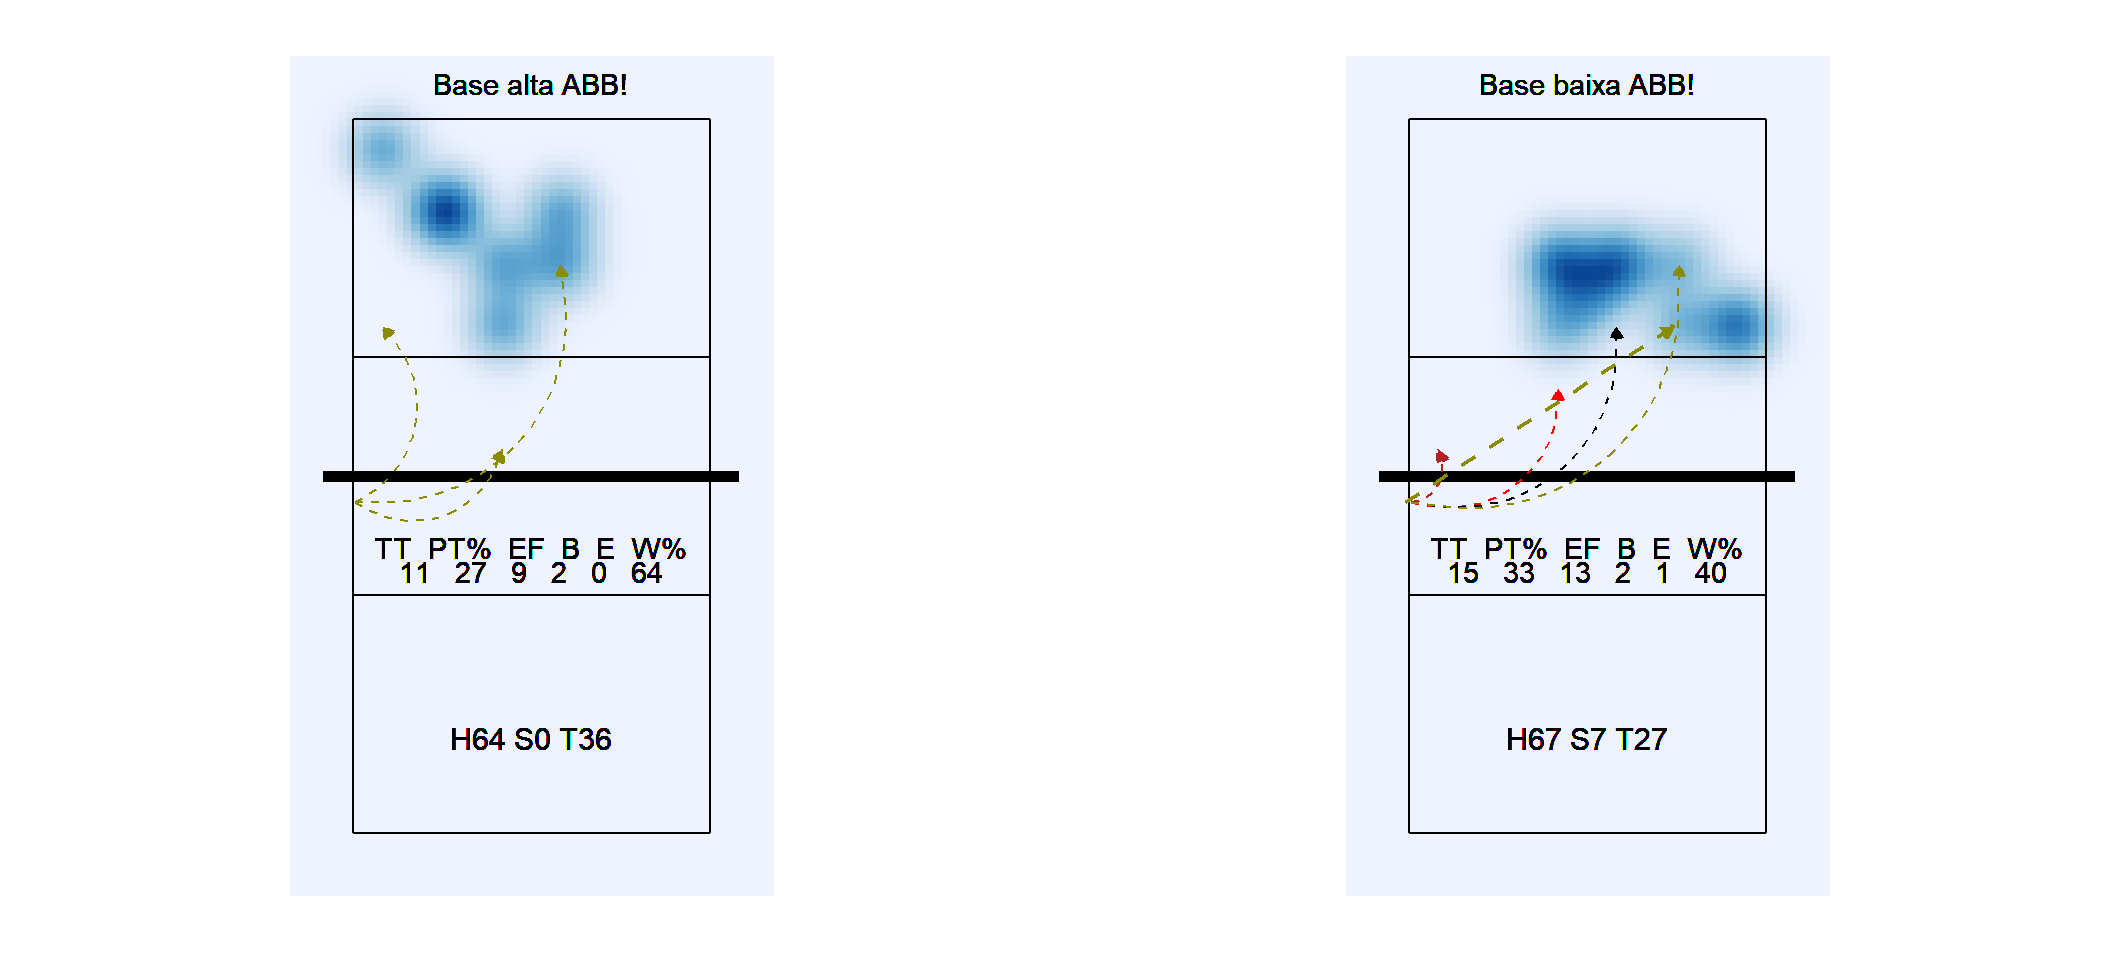 Base alta ABB!
TT PT% EF B E W%
11 27 9 2 0 64
H64 S0 T36
Base baixa ABB!
TT PT% EF B E W%
15 33 13 2 1 40
H67 S7 T27